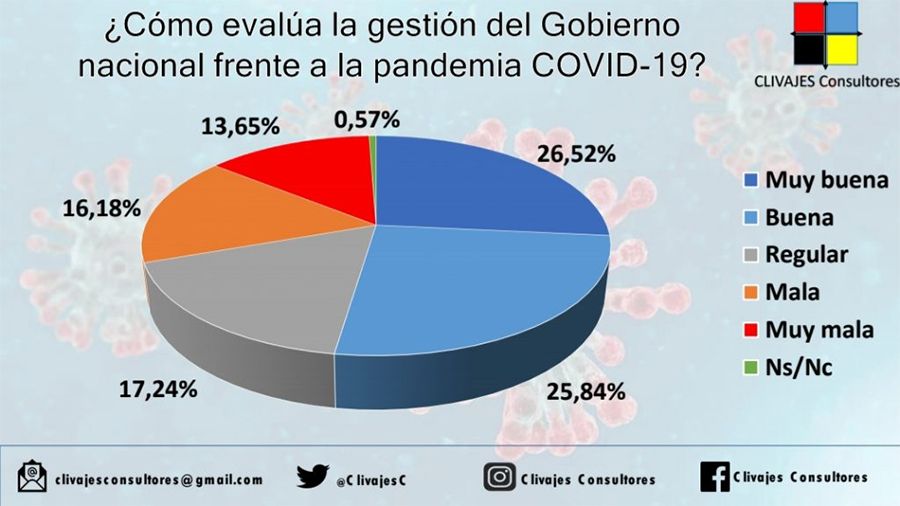 ¿Cómo evalúa la gestión del Gobierno
nacional frente a la pandemia COVID-19?
CLIVAJES Consultores
13,65%
0,57%
26,52%
16,18%
17,24%
25,84%
Muy buena
Buena
Regular
Mala
Muy mala
Ns/Nc
clivajesconsultores@gmail.com
@ClivajesC
Clivajes Consultores
Clivajes Consultores